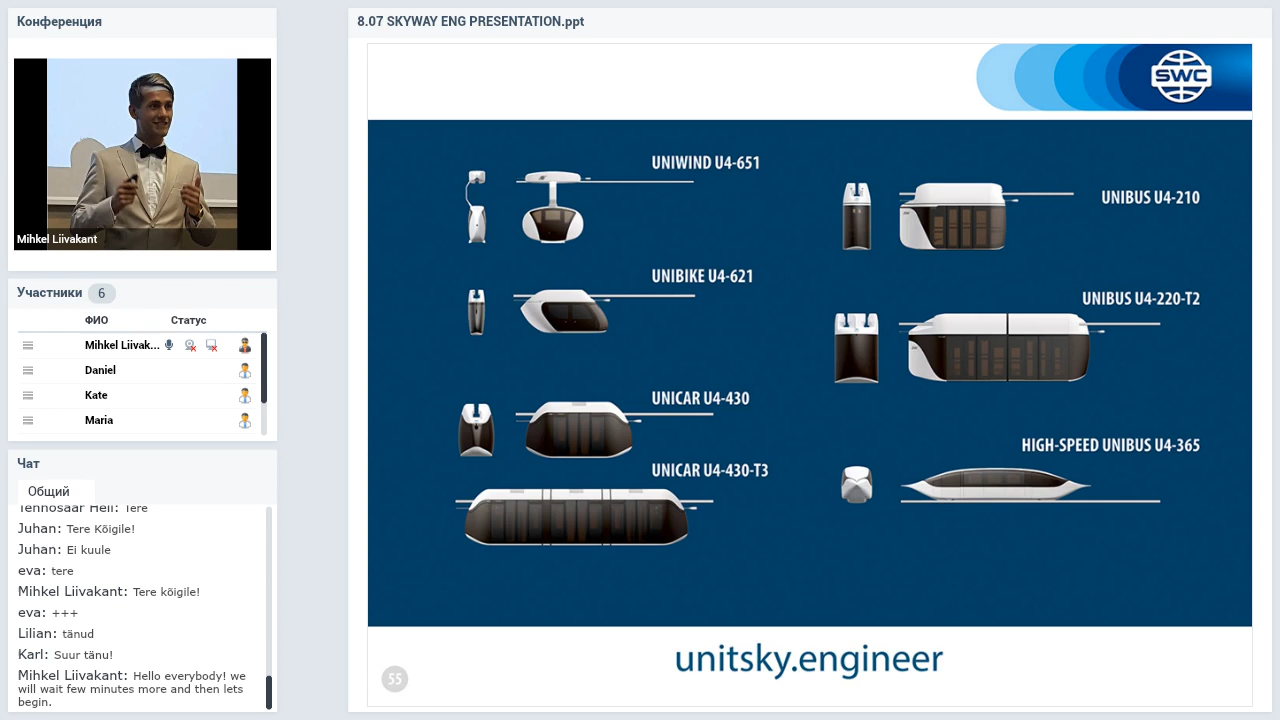 Конференция
Mihkel Liivakant
Участники 6
ФИО Статус
Mihkel Liivak...
Daniel
Kate
Maria
Чат
Общий
Tennosaar Heli: Tere
Juhan: Tere Kõigile!
Juhan: Ei kuule
eva: tere
Mihkel Liivakant: Tere kõigile!
eva: +++
Lilian: tänud
Karl: Suur tänu!
Mihkel Liivakant: Hello everybody! we
will wait few minutes more and then lets
begin.
8.07 SKYWAY ENG PRESENTATION.ppt
SWC
UNIWIND U4-651
UNIBIKE U4-621
UNICAR U4-430
UNICAR U4-430-T3
UNIBUS U4-210
UNIBUS U4-220-T2
HIGH-SPEED UNIBUS U4-365
unitsky.engineer
55